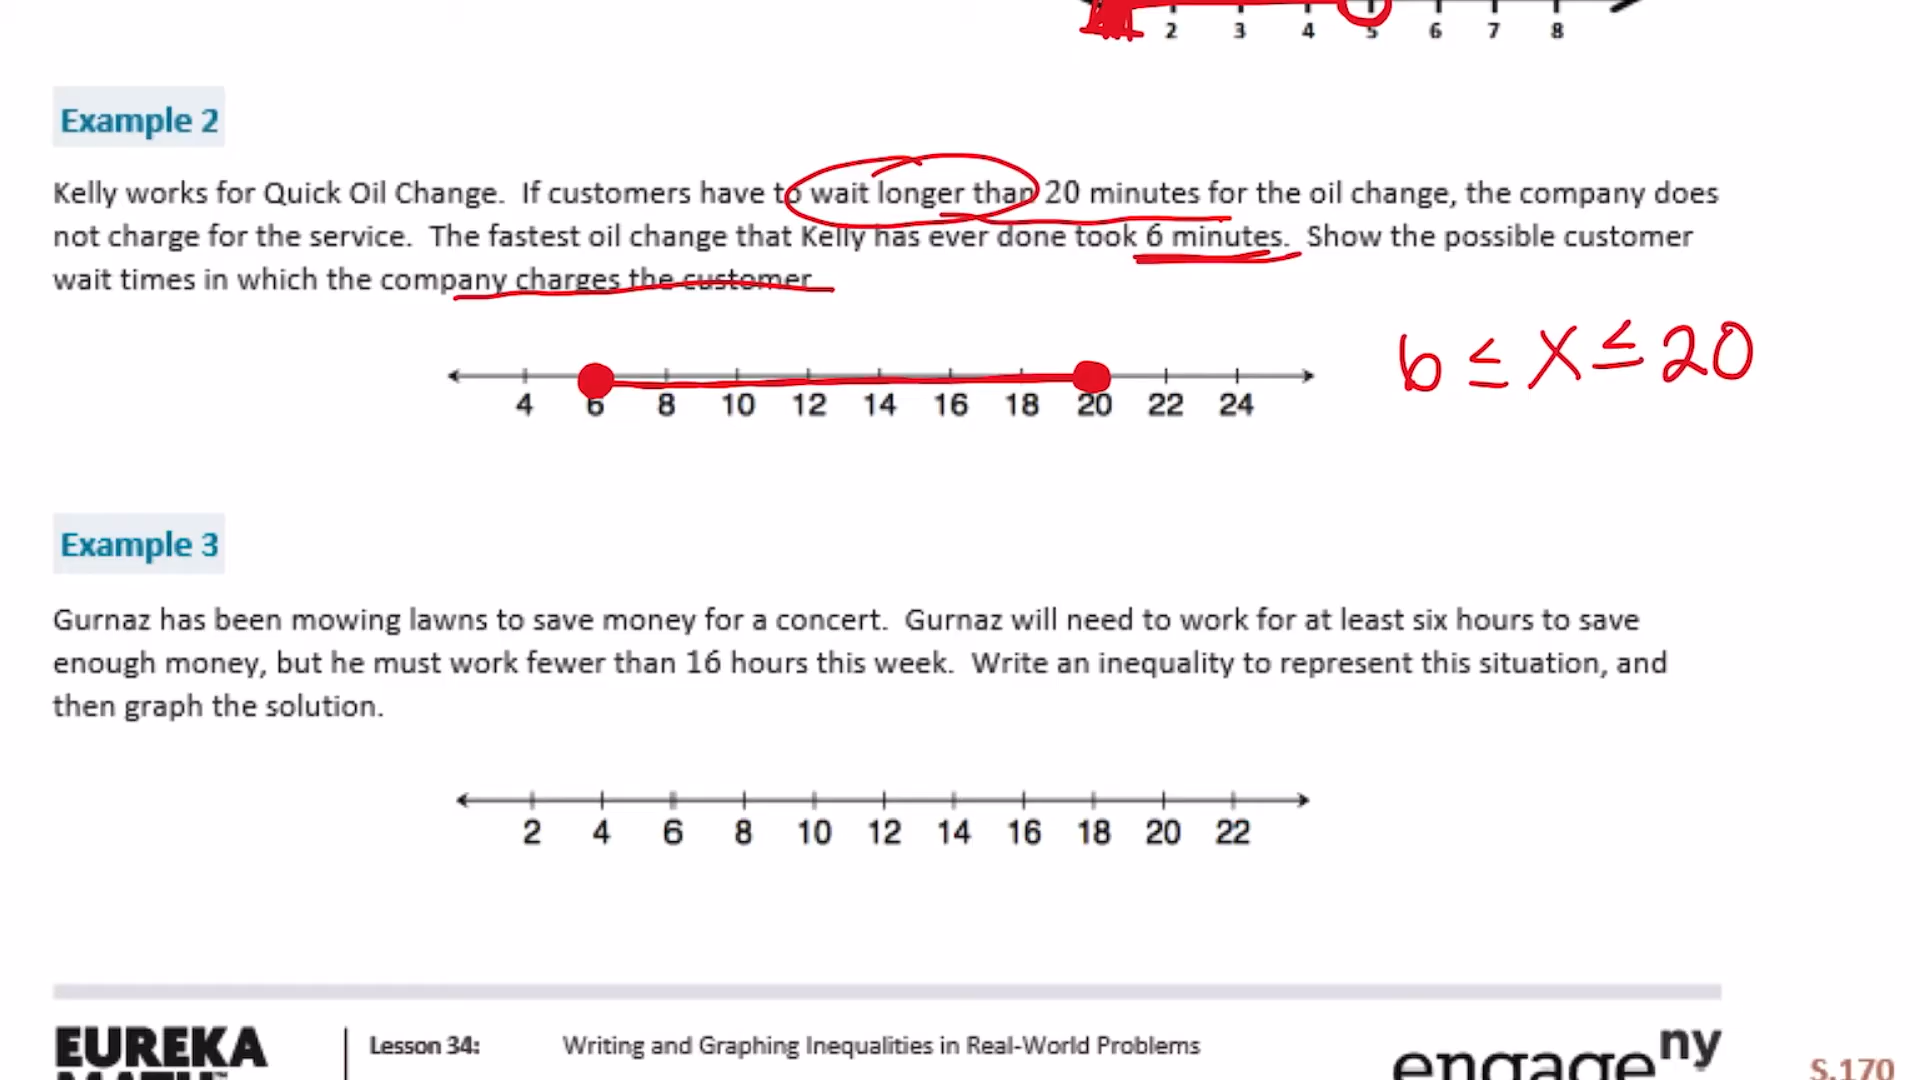 2 3 4 5 6 7 8
Example 2
Kelly works for Quick Oil Change. If customers have to wait longer than 20 minutes for the oil change, the company does
not charge for the service. The fastest oil change that Kelly has ever done took 6 minutes. Show the possible customer
wait times in which the company charges the customer
6 ≤ x ≤ 20
4 6 8 10 12 14 16 18 20 22 24
Example 3
Gurnaz has been mowing lawns to save money for a concert. Gurnaz will need to work for at least six hours to save
enough money, but he must work fewer than 16 hours this week. Write an inequality to represent this situation, and
then graph the solution.
2 4 6 8 10 12 14 16 18 20 22
EUREKA
MATH™
Lesson 34: Writing and Graphing Inequalities in Real-World Problems
engage ny
S.170